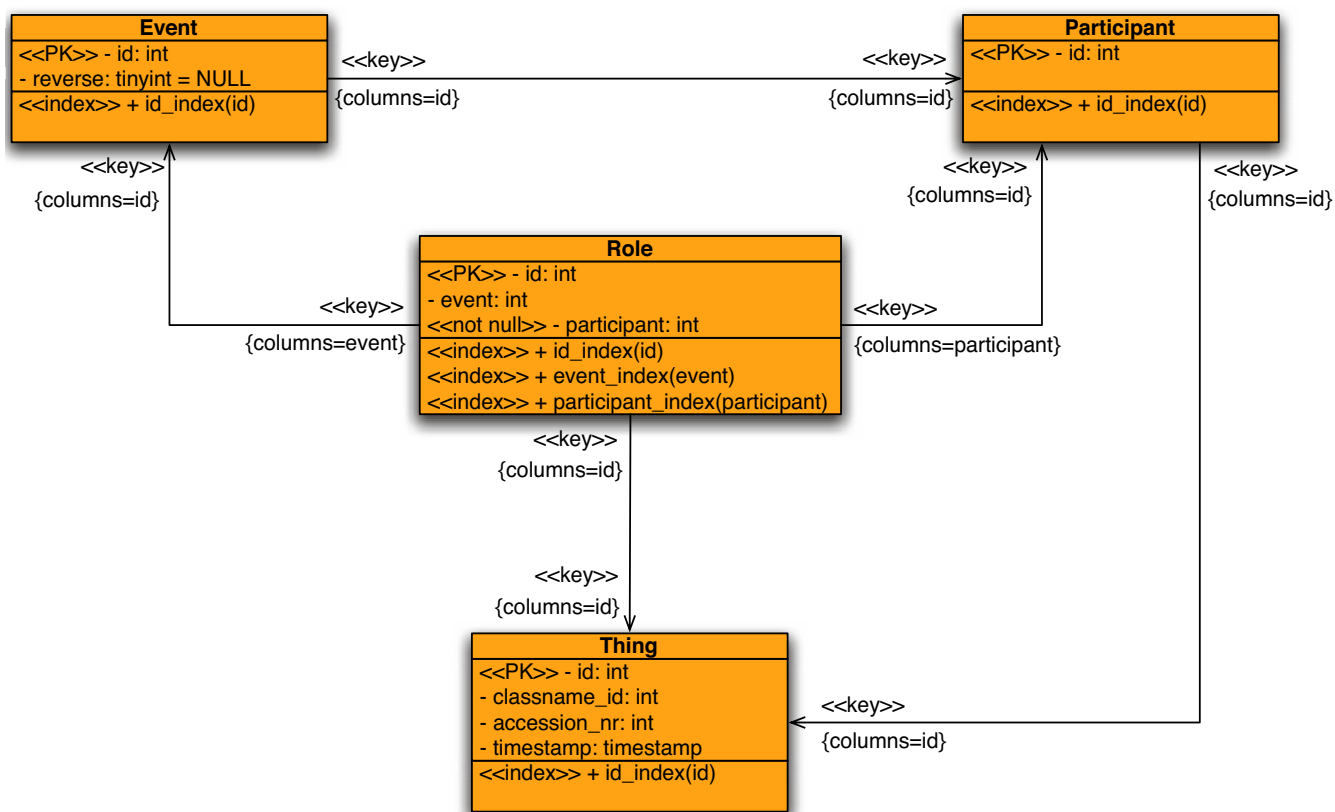 Event
<<PK>> - id: int
- reverse: tinyint = NULL
<<index>> + id_index(id)
<<key>>
{columns=id}
<<key>>
{columns=id}
Participant
<<PK>> - id: int
<<index>> + id_index(id)
<<key>>
{columns=id}
<<key>>
{columns=id}
<<key>>
{columns=id}
Role
<<PK>> - id: int
- event: int
<<not null>> - participant: int
<<index>> + id_index(id)
<<index>> + event_index(event)
<<index>> + participant_index(participant)
<<key>>
{columns=event}
<<key>>
{columns=participant}
<<key>>
{columns=id}
<<key>>
{columns=id}
Thing
<<PK>> - id: int
- classname_id: int
- accession_nr: int
- timestamp: timestamp
<<index>> + id_index(id)
<<key>>
{columns=id}